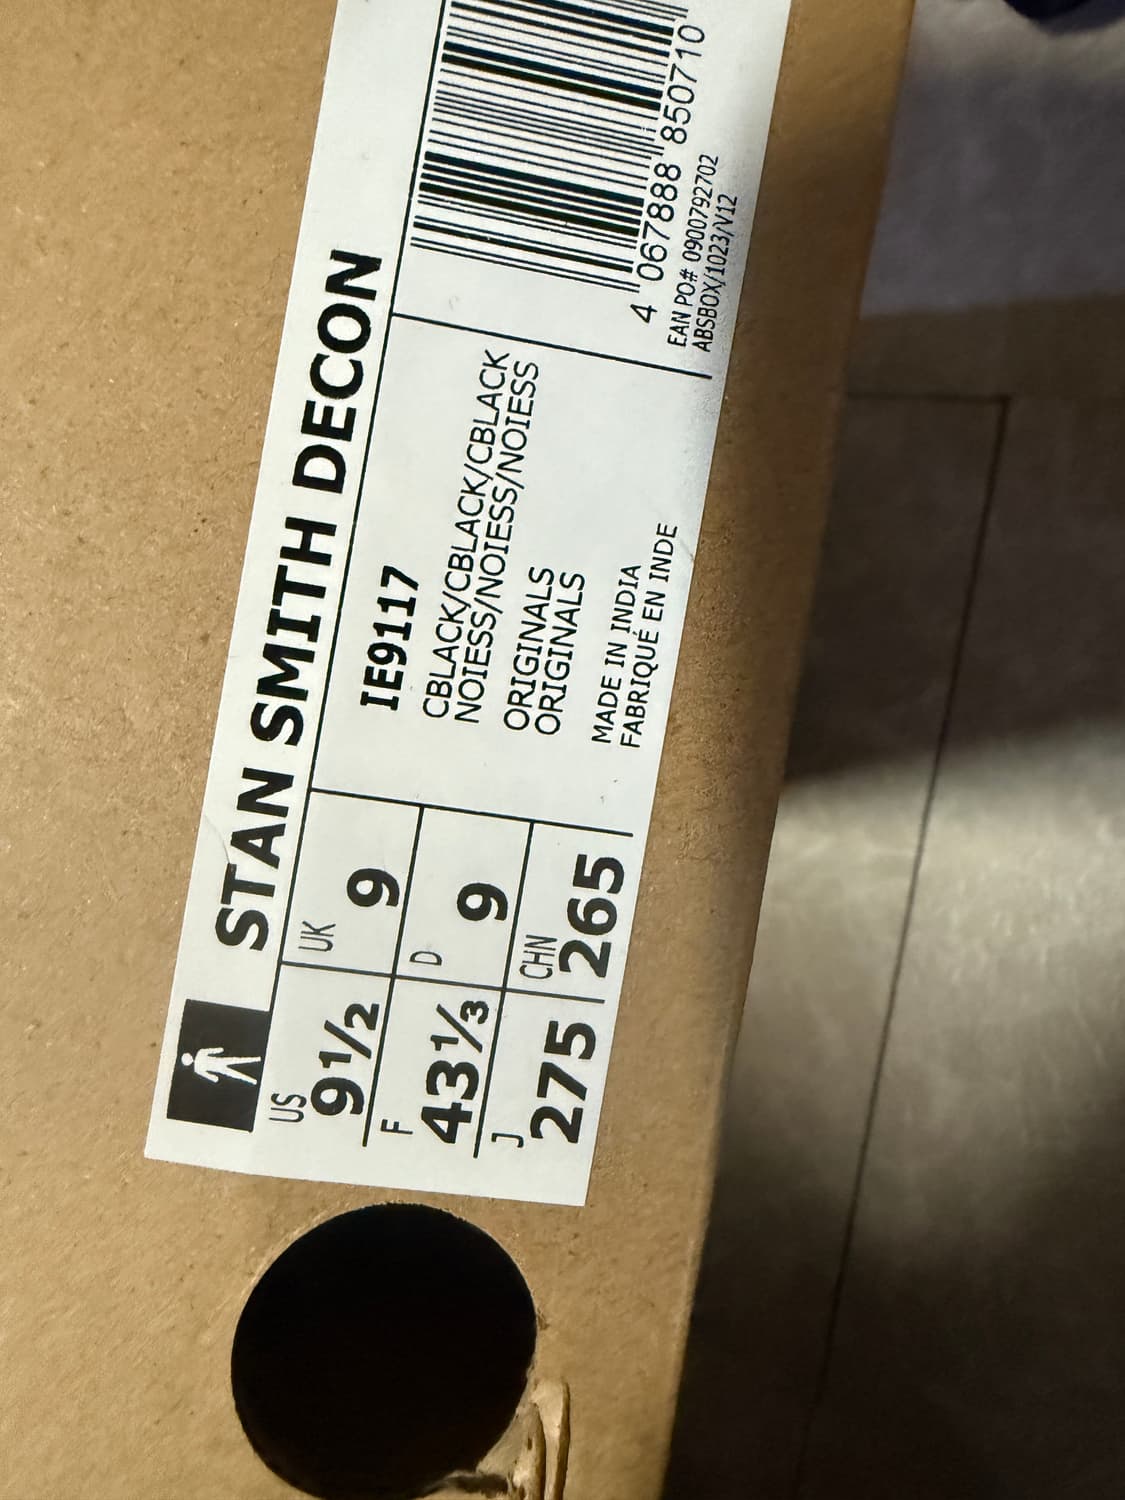 STAN SMITH DECON
US
9½
UK
9
F
43⅓
D
9
J
275
CHN
265
IE9117
CBLACK/CBLACK/CBLACK
NOIESS/NOIESS/NOIESS
ORIGINALS
ORIGINALS
MADE IN INDIA
FABRIQUÉ EN INDE
4 067888 850710
EAN PO# 0900792702
ABSBOX/1023/V12